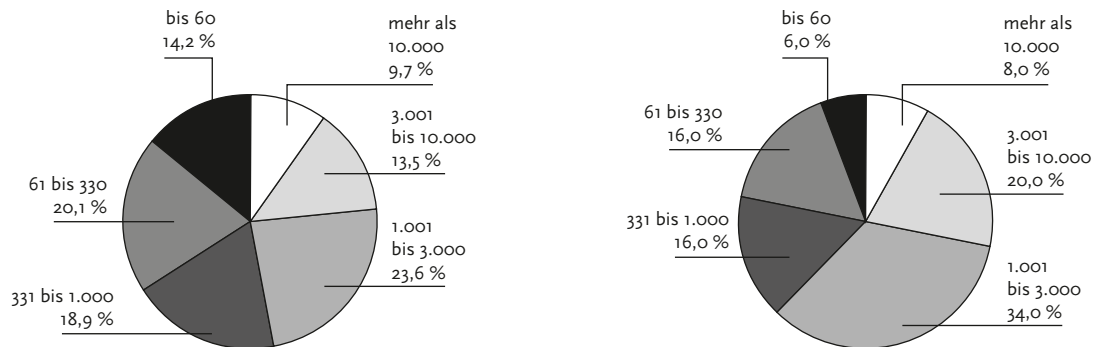 bis 60
14,2 %
mehr als
10.000
9,7 %
3.001
bis 10.000
13,5 %
61 bis 330
20,1 %
1.001
bis 3.000
23,6 %
331 bis 1.000
18,9 %
bis 60
6,0 %
mehr als
10.000
8,0 %
61 bis 330
16,0 %
3.001
bis 10.000
20,0 %
331 bis 1.000
16,0 %
1.001
bis 3.000
34,0 %